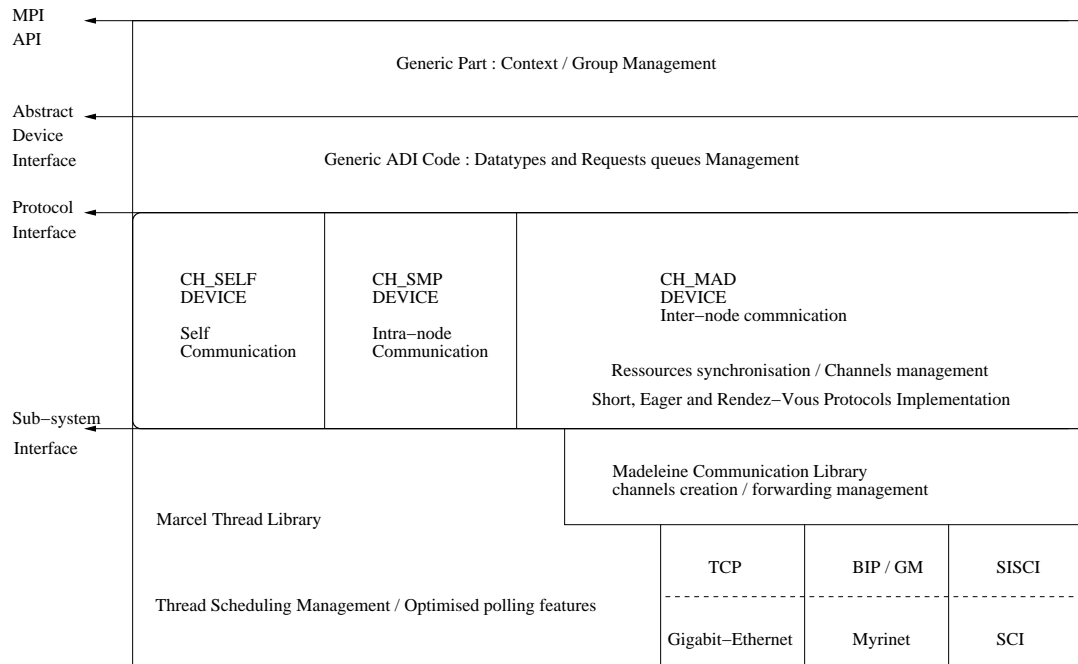 MPI
API
Generic Part : Context / Group Management
Abstract
Device
Interface
Generic ADI Code : Datatypes and Requests queues Management
Protocol
Interface
CH_SELF
DEVICE
Self
Communication
CH_SMP
DEVICE
Intra−node
Communication
CH_MAD
DEVICE
Inter−node commnication
Ressources synchronisation / Channels management
Short, Eager and Rendez−Vous Protocols Implementation
Sub−system
Interface
Madeleine Communication Library
channels creation / forwarding management
Marcel Thread Library
Thread Scheduling Management / Optimised polling features
TCP
BIP / GM
SISCI
Gigabit−Ethernet
Myrinet
SCI